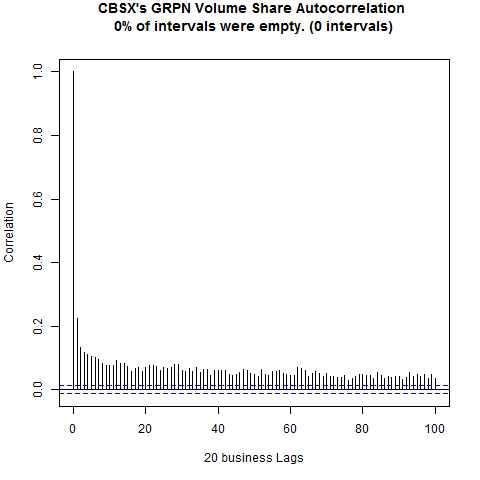 CBSX's GRPN Volume Share Autocorrelation
0% of intervals were empty. (0 intervals)
1.0
0.8
0.6
0.4
0.2
0.0
Correlation
0 20 40 60 80 100
20 business Lags